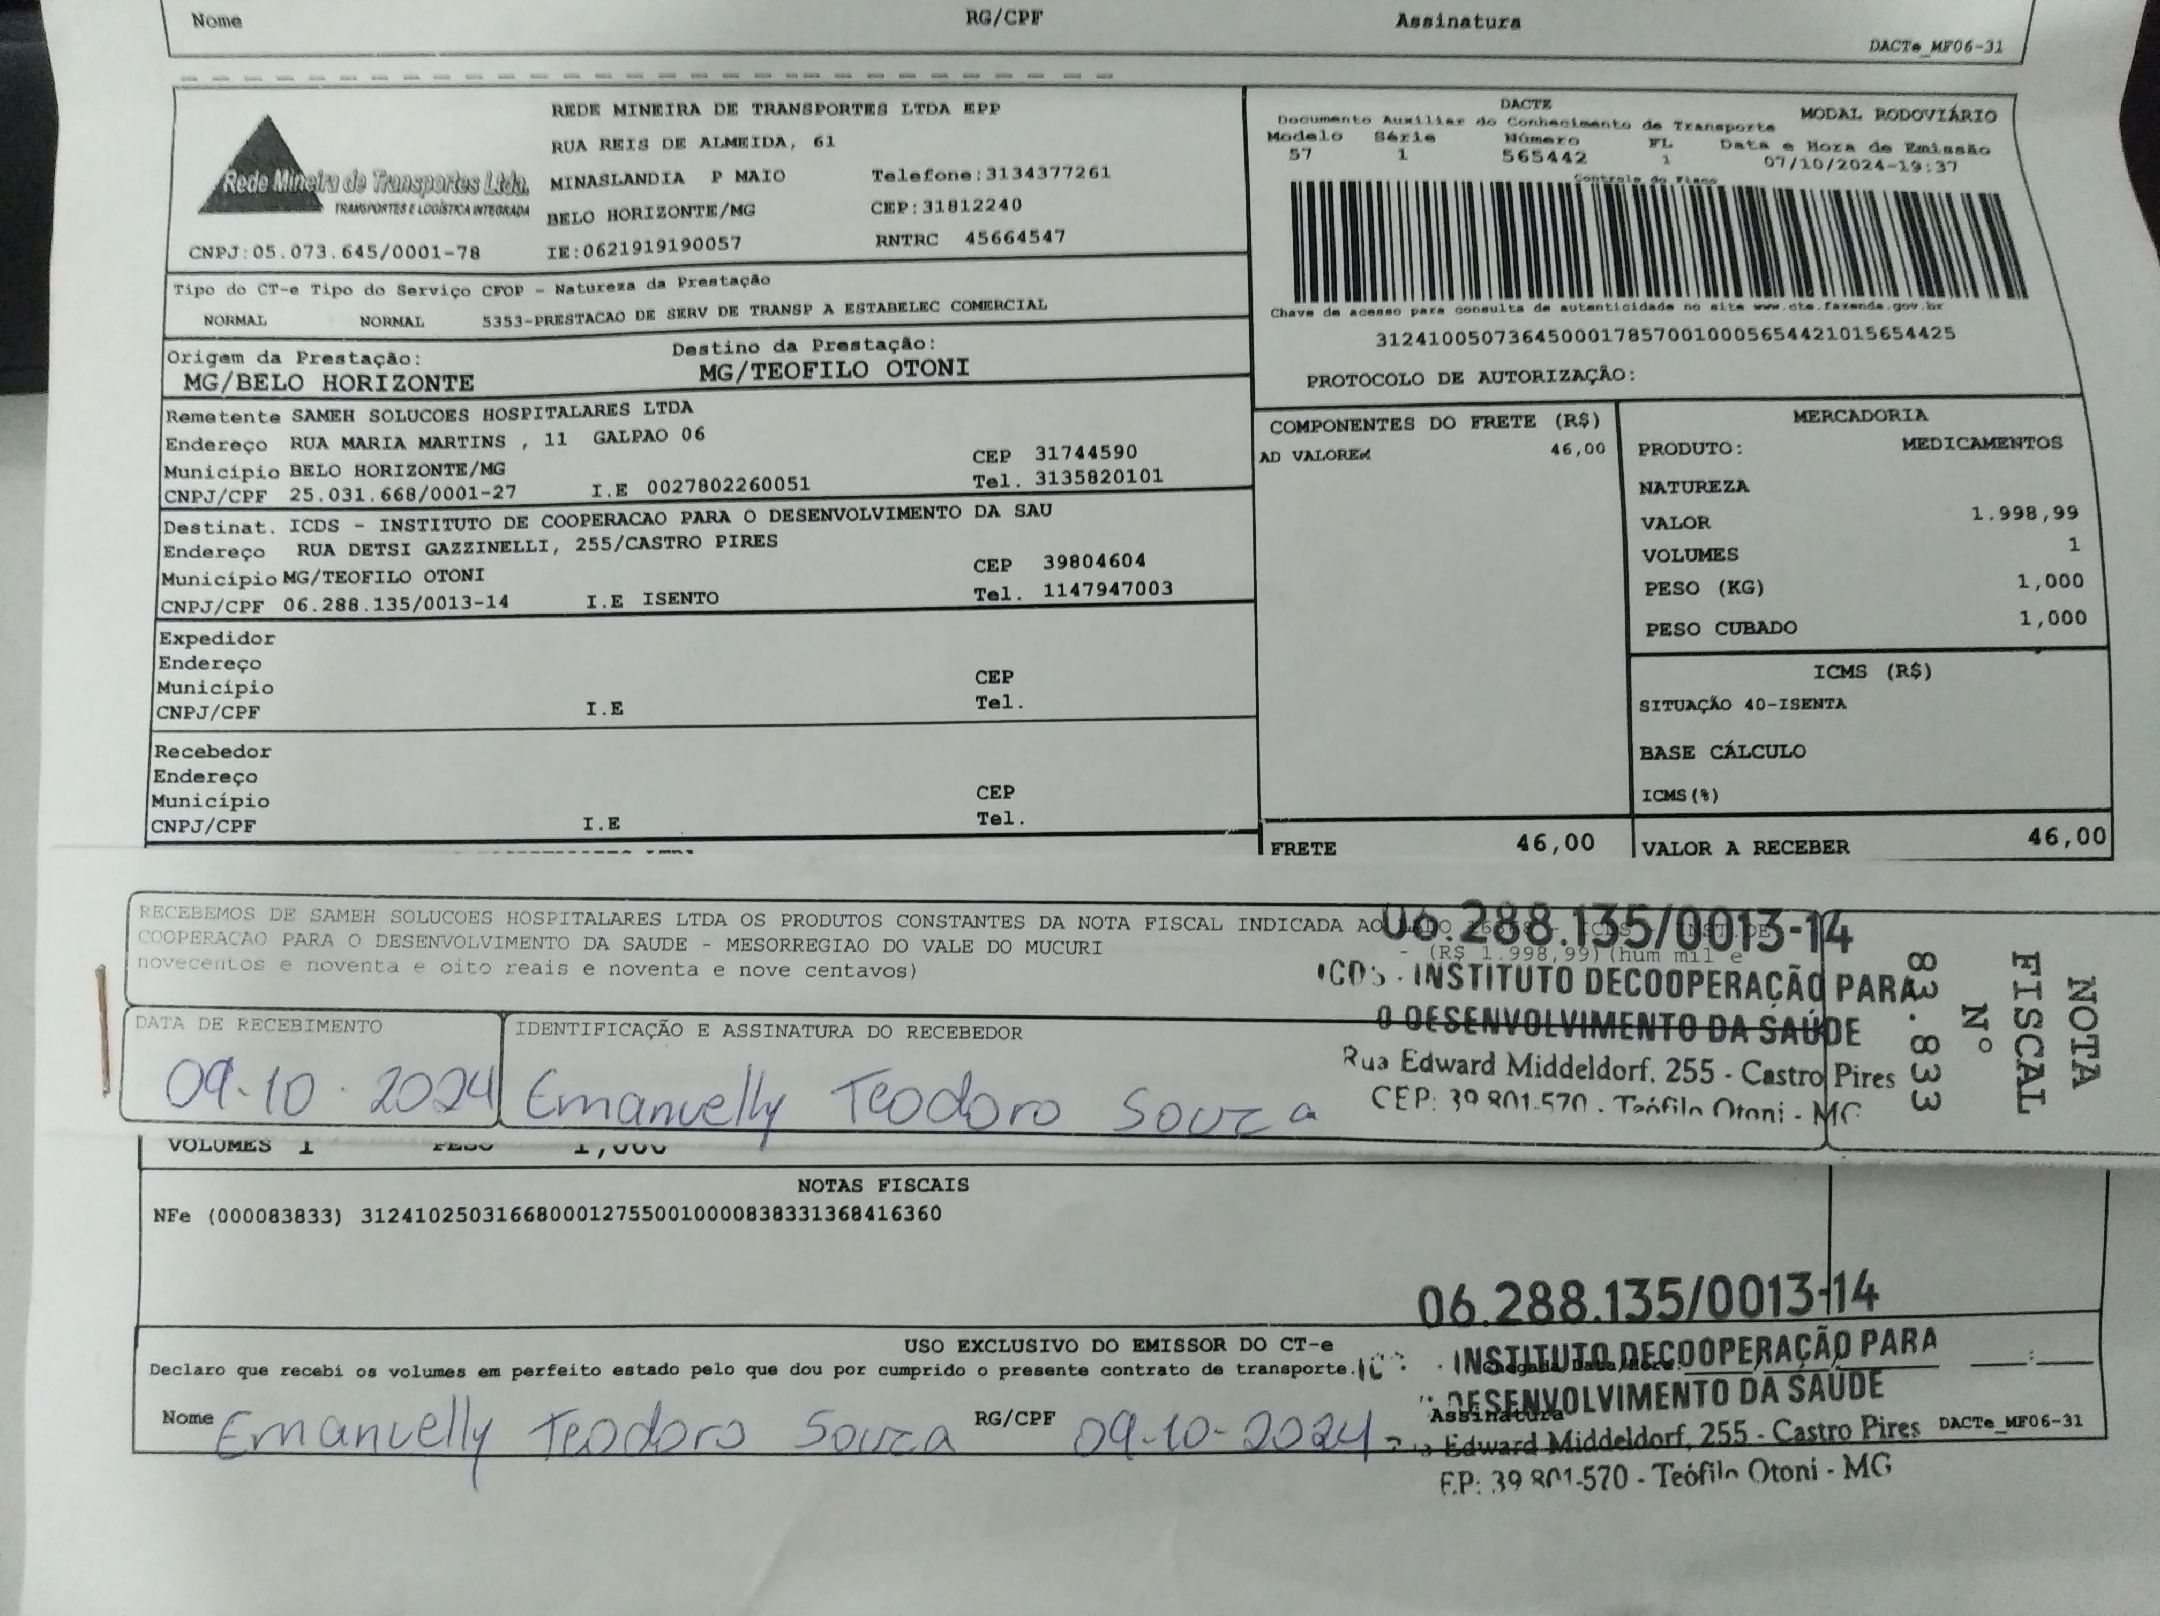 Nome RG/CPF Assinatura
DACTe_MF06-31
Rede Mineira de Transportes Ltda.
TRANSPORTES E LOGÍSTICA INTEGRADA
CNPJ:05.073.645/0001-78
REDE MINEIRA DE TRANSPORTES LTDA EPP
RUA REIS DE ALMEIDA, 61
MINASLANDIA P MAIO Telefone:3134377261
BELO HORIZONTE/MG CEP:31812240
IE:0621919190057 RNTRC 45664547
DACTE MODAL RODOVIÁRIO
Documento Auxiliar do Conhecimento de Transporte
Modelo Série Número FL Data e Hora de Emissão
57 1 565442 1 07/10/2024-19:37
Controle do Fisco
Chave de acesso para consulta de autenticidade no site www.cte.fazenda.gov.br
31241005073645000178570010005654421015654425
PROTOCOLO DE AUTORIZAÇÃO:
Tipo do CT-e Tipo do Serviço CFOP - Natureza da Prestação
NORMAL NORMAL 5353-PRESTACAO DE SERV DE TRANSP A ESTABELEC COMERCIAL
Origem da Prestação: Destino da Prestação:
MG/BELO HORIZONTE MG/TEOFILO OTONI
Remetente SAMEH SOLUCOES HOSPITALARES LTDA
Endereço RUA MARIA MARTINS , 11 GALPAO 06
Município BELO HORIZONTE/MG CEP 31744590
CNPJ/CPF 25.031.668/0001-27 I.E 0027802260051 Tel. 3135820101
Destinat. ICDS - INSTITUTO DE COOPERACAO PARA O DESENVOLVIMENTO DA SAU
Endereço RUA DETSI GAZZINELLI, 255/CASTRO PIRES
Município MG/TEOFILO OTONI CEP 39804604
CNPJ/CPF 06.288.135/0013-14 I.E ISENTO Tel. 1147947003
Expedidor
Endereço
Município CEP
CNPJ/CPF I.E Tel.
Recebedor
Endereço
Município CEP
CNPJ/CPF I.E Tel.
COMPONENTES DO FRETE (R$)
AD VALOREM 46,00
FRETE 46,00
MERCADORIA
PRODUTO: MEDICAMENTOS
NATUREZA
VALOR 1.998,99
VOLUMES 1
PESO (KG) 1,000
PESO CUBADO 1,000
ICMS (R$)
SITUAÇÃO 40-ISENTA
BASE CÁLCULO
ICMS(%)
VALOR A RECEBER 46,00
RECEBEMOS DE SAMEH SOLUCOES HOSPITALARES LTDA OS PRODUTOS CONSTANTES DA NOTA FISCAL INDICADA AO
COOPERACAO PARA O DESENVOLVIMENTO DA SAUDE - MESORREGIAO DO VALE DO MUCURI - (R$ 1.998,99) (hum mil e
novecentos e noventa e oito reais e noventa e nove centavos)
06.288.135/0013-14
ICDS - INSTITUTO DECOOPERAÇÃO PARA
O DESENVOLVIMENTO DA SAÚDE
Rua Edward Middeldorf, 255 - Castro Pires
CEP: 39.801-570 - Teófilo Otoni - MG
NOTA
FISCAL
Nº
83.833
DATA DE RECEBIMENTO IDENTIFICAÇÃO E ASSINATURA DO RECEBEDOR
09.10.2024 Emanuelly Teodoro Souza
VOLUMES 1 PESO 1,000
NOTAS FISCAIS
NFe (000083833) 31241025031668000127550010000838331368416360
06.288.135/0013-14
INSTITUTO DECOOPERAÇÃO PARA
DESENVOLVIMENTO DA SAÚDE
Edward Middeldorf, 255 - Castro Pires
EP: 39.801-570 - Teófilo Otoni - MG
USO EXCLUSIVO DO EMISSOR DO CT-e
Declaro que recebi os volumes em perfeito estado pelo que dou por cumprido o presente contrato de transporte.
Nome Emanuelly Teodoro Souza RG/CPF 09-10-2024 Assinatura DACTe_MF06-31